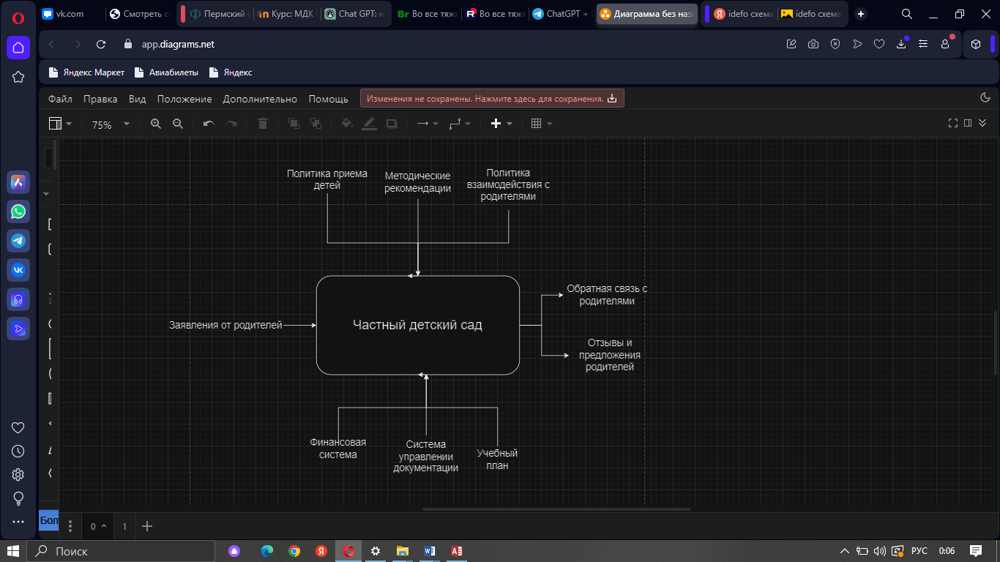 vk.com
Смотреть с
Пермский с
Курс: МДК
Chat GPT: н
Во все тяж
Во все тяж
ChatGPT +
Диаграмма без назв
idefo схема
idefo схема
app.diagrams.net
Яндекс Маркет
Авиабилеты
Яндекс
Файл
Правка
Вид
Положение
Дополнительно
Помощь
Изменения не сохранены. Нажмите здесь для сохранения.
75%
Политика приема
детей
Методические
рекомендации
Политика
взаимодействия с
родителями
Заявления от родителей
Частный детский сад
Обратная связь с
родителями
Отзывы и
предложения
родителей
Финансовая
система
Система
управлении
документации
Учебный
план
Бол
0
1
Поиск
РУС
0:06